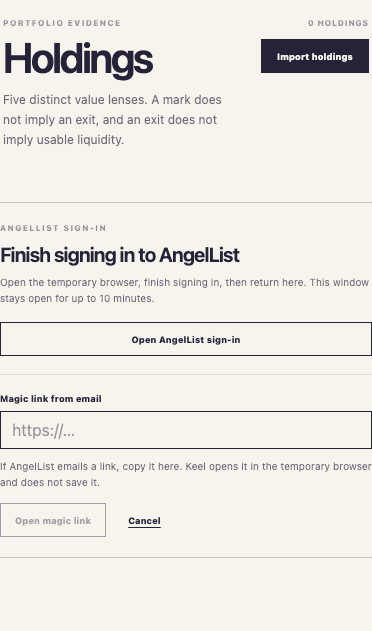 PORTFOLIO EVIDENCE
0 HOLDINGS
Holdings
Import holdings
Five distinct value lenses. A mark does
not imply an exit, and an exit does not
imply usable liquidity.
ANGELLIST SIGN-IN
Finish signing in to AngelList
Open the temporary browser, finish signing in, then return here. This window
stays open for up to 10 minutes.
Open AngelList sign-in
Magic link from email
https://...
If AngelList emails a link, copy it here. Keel opens it in the temporary browser
and does not save it.
Open magic link
Cancel